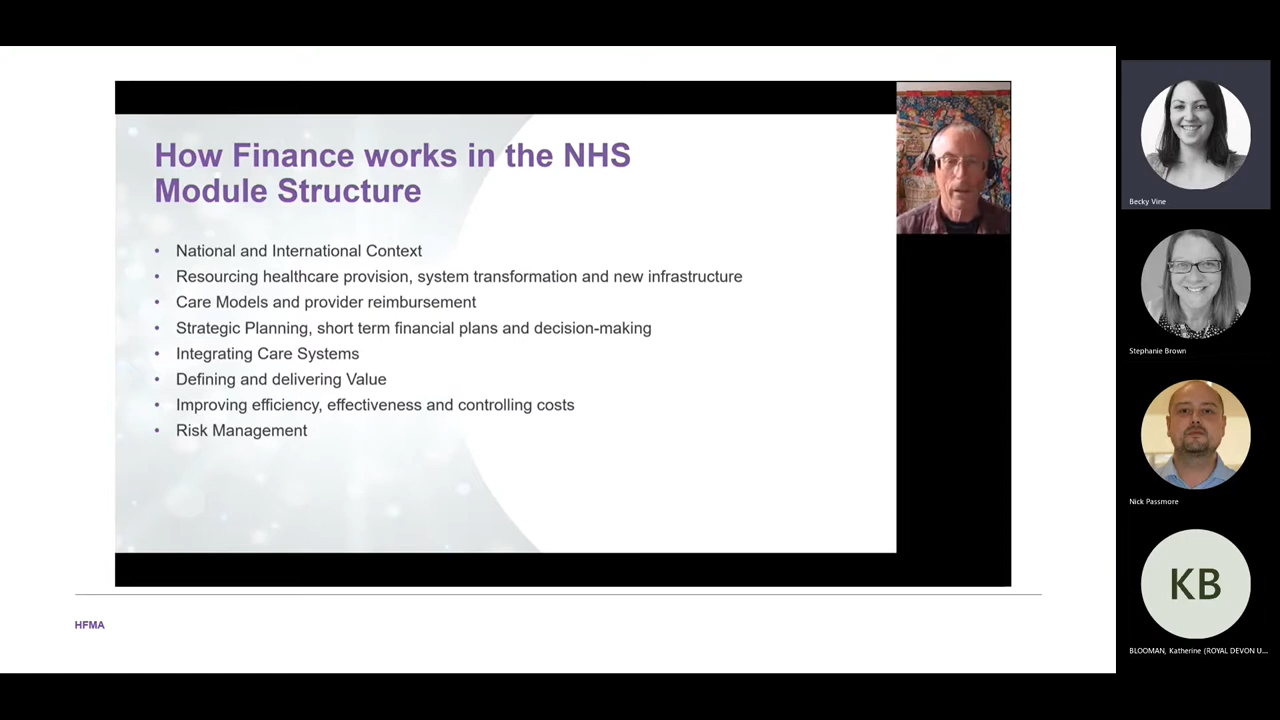 How Finance works in the NHS
Module Structure
• National and International Context
• Resourcing healthcare provision, system transformation and new infrastructure
• Care Models and provider reimbursement
• Strategic Planning, short term financial plans and decision-making
• Integrating Care Systems
• Defining and delivering Value
• Improving efficiency, effectiveness and controlling costs
• Risk Management
HFMA
Becky Vine
Stephanie Brown
Nick Passmore
KB
BLOOMAN, Katherine (ROYAL DEVON U...